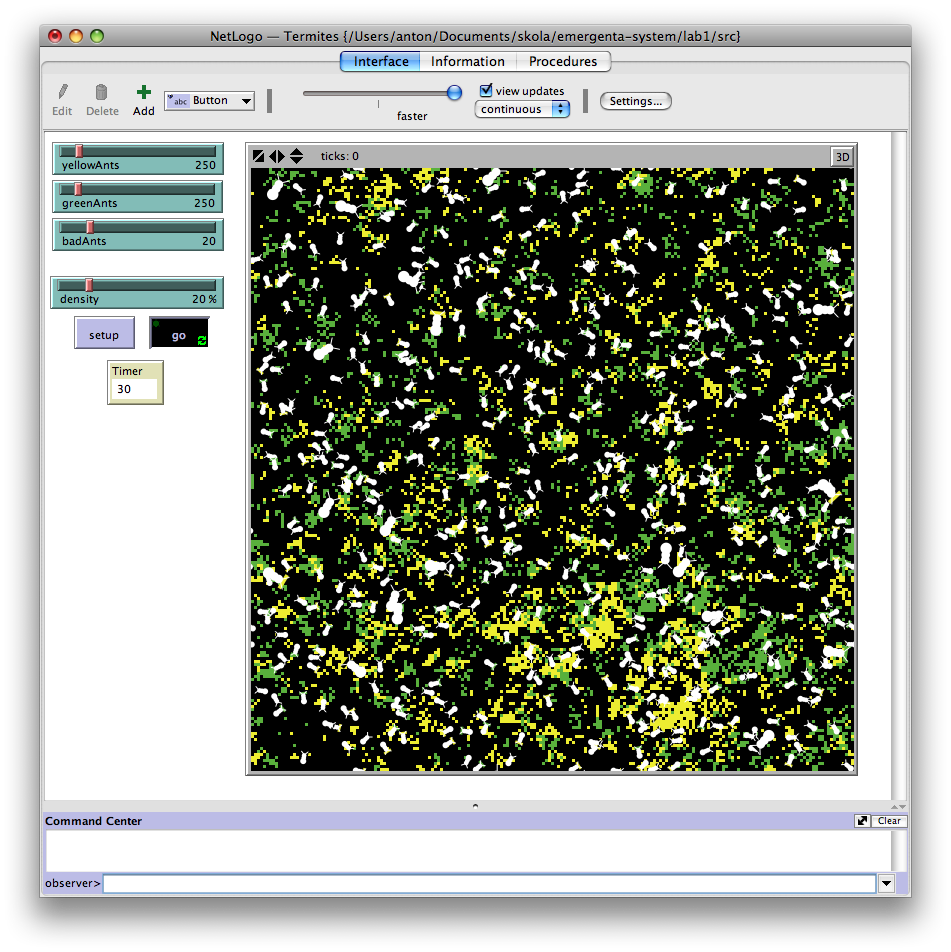 NetLogo — Termites {/Users/anton/Documents/skola/emergenta-system/lab1/src}
Interface Information Procedures
Edit Delete Add abc Button faster view updates continuous Settings...
yellowAnts 250
greenAnts 250
badAnts 20
density 20 %
setup go
Timer
30
ticks: 0 3D
Command Center Clear
observer>